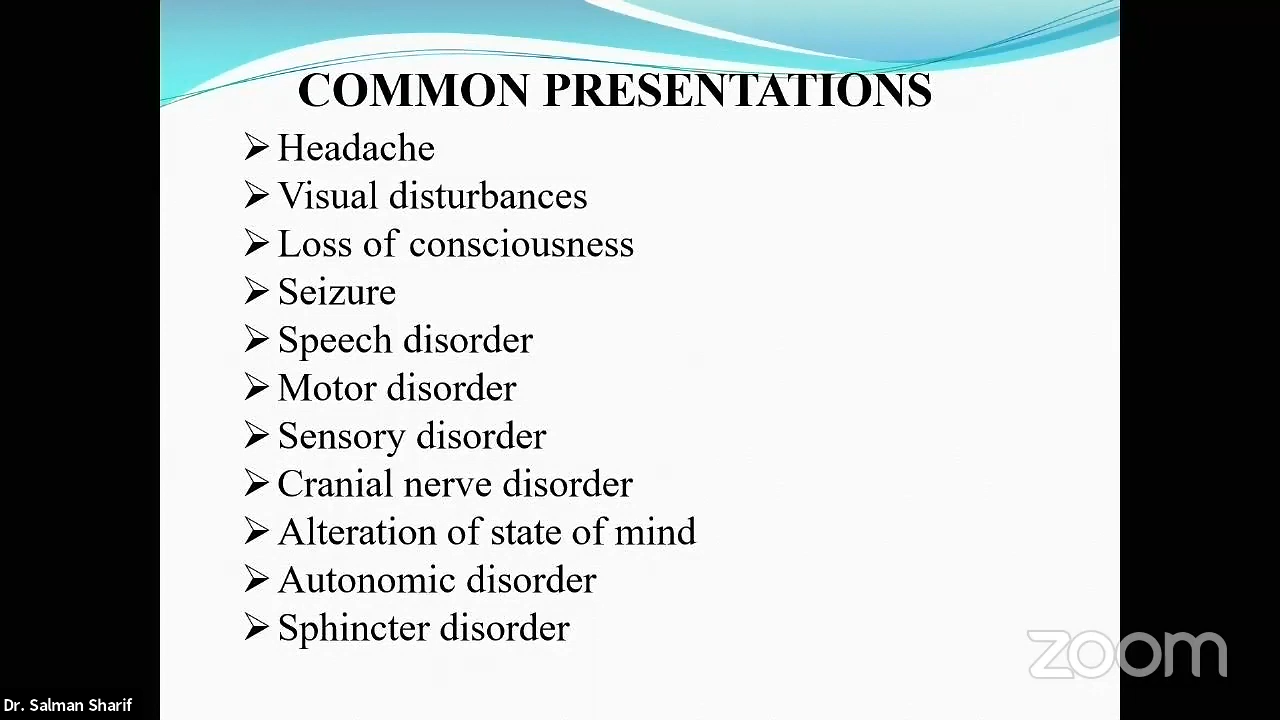 COMMON PRESENTATIONS
Headache
Visual disturbances
Loss of consciousness
Seizure
Speech disorder
Motor disorder
Sensory disorder
Cranial nerve disorder
Alteration of state of mind
Autonomic disorder
Sphincter disorder
zoom
Dr. Salman Sharif